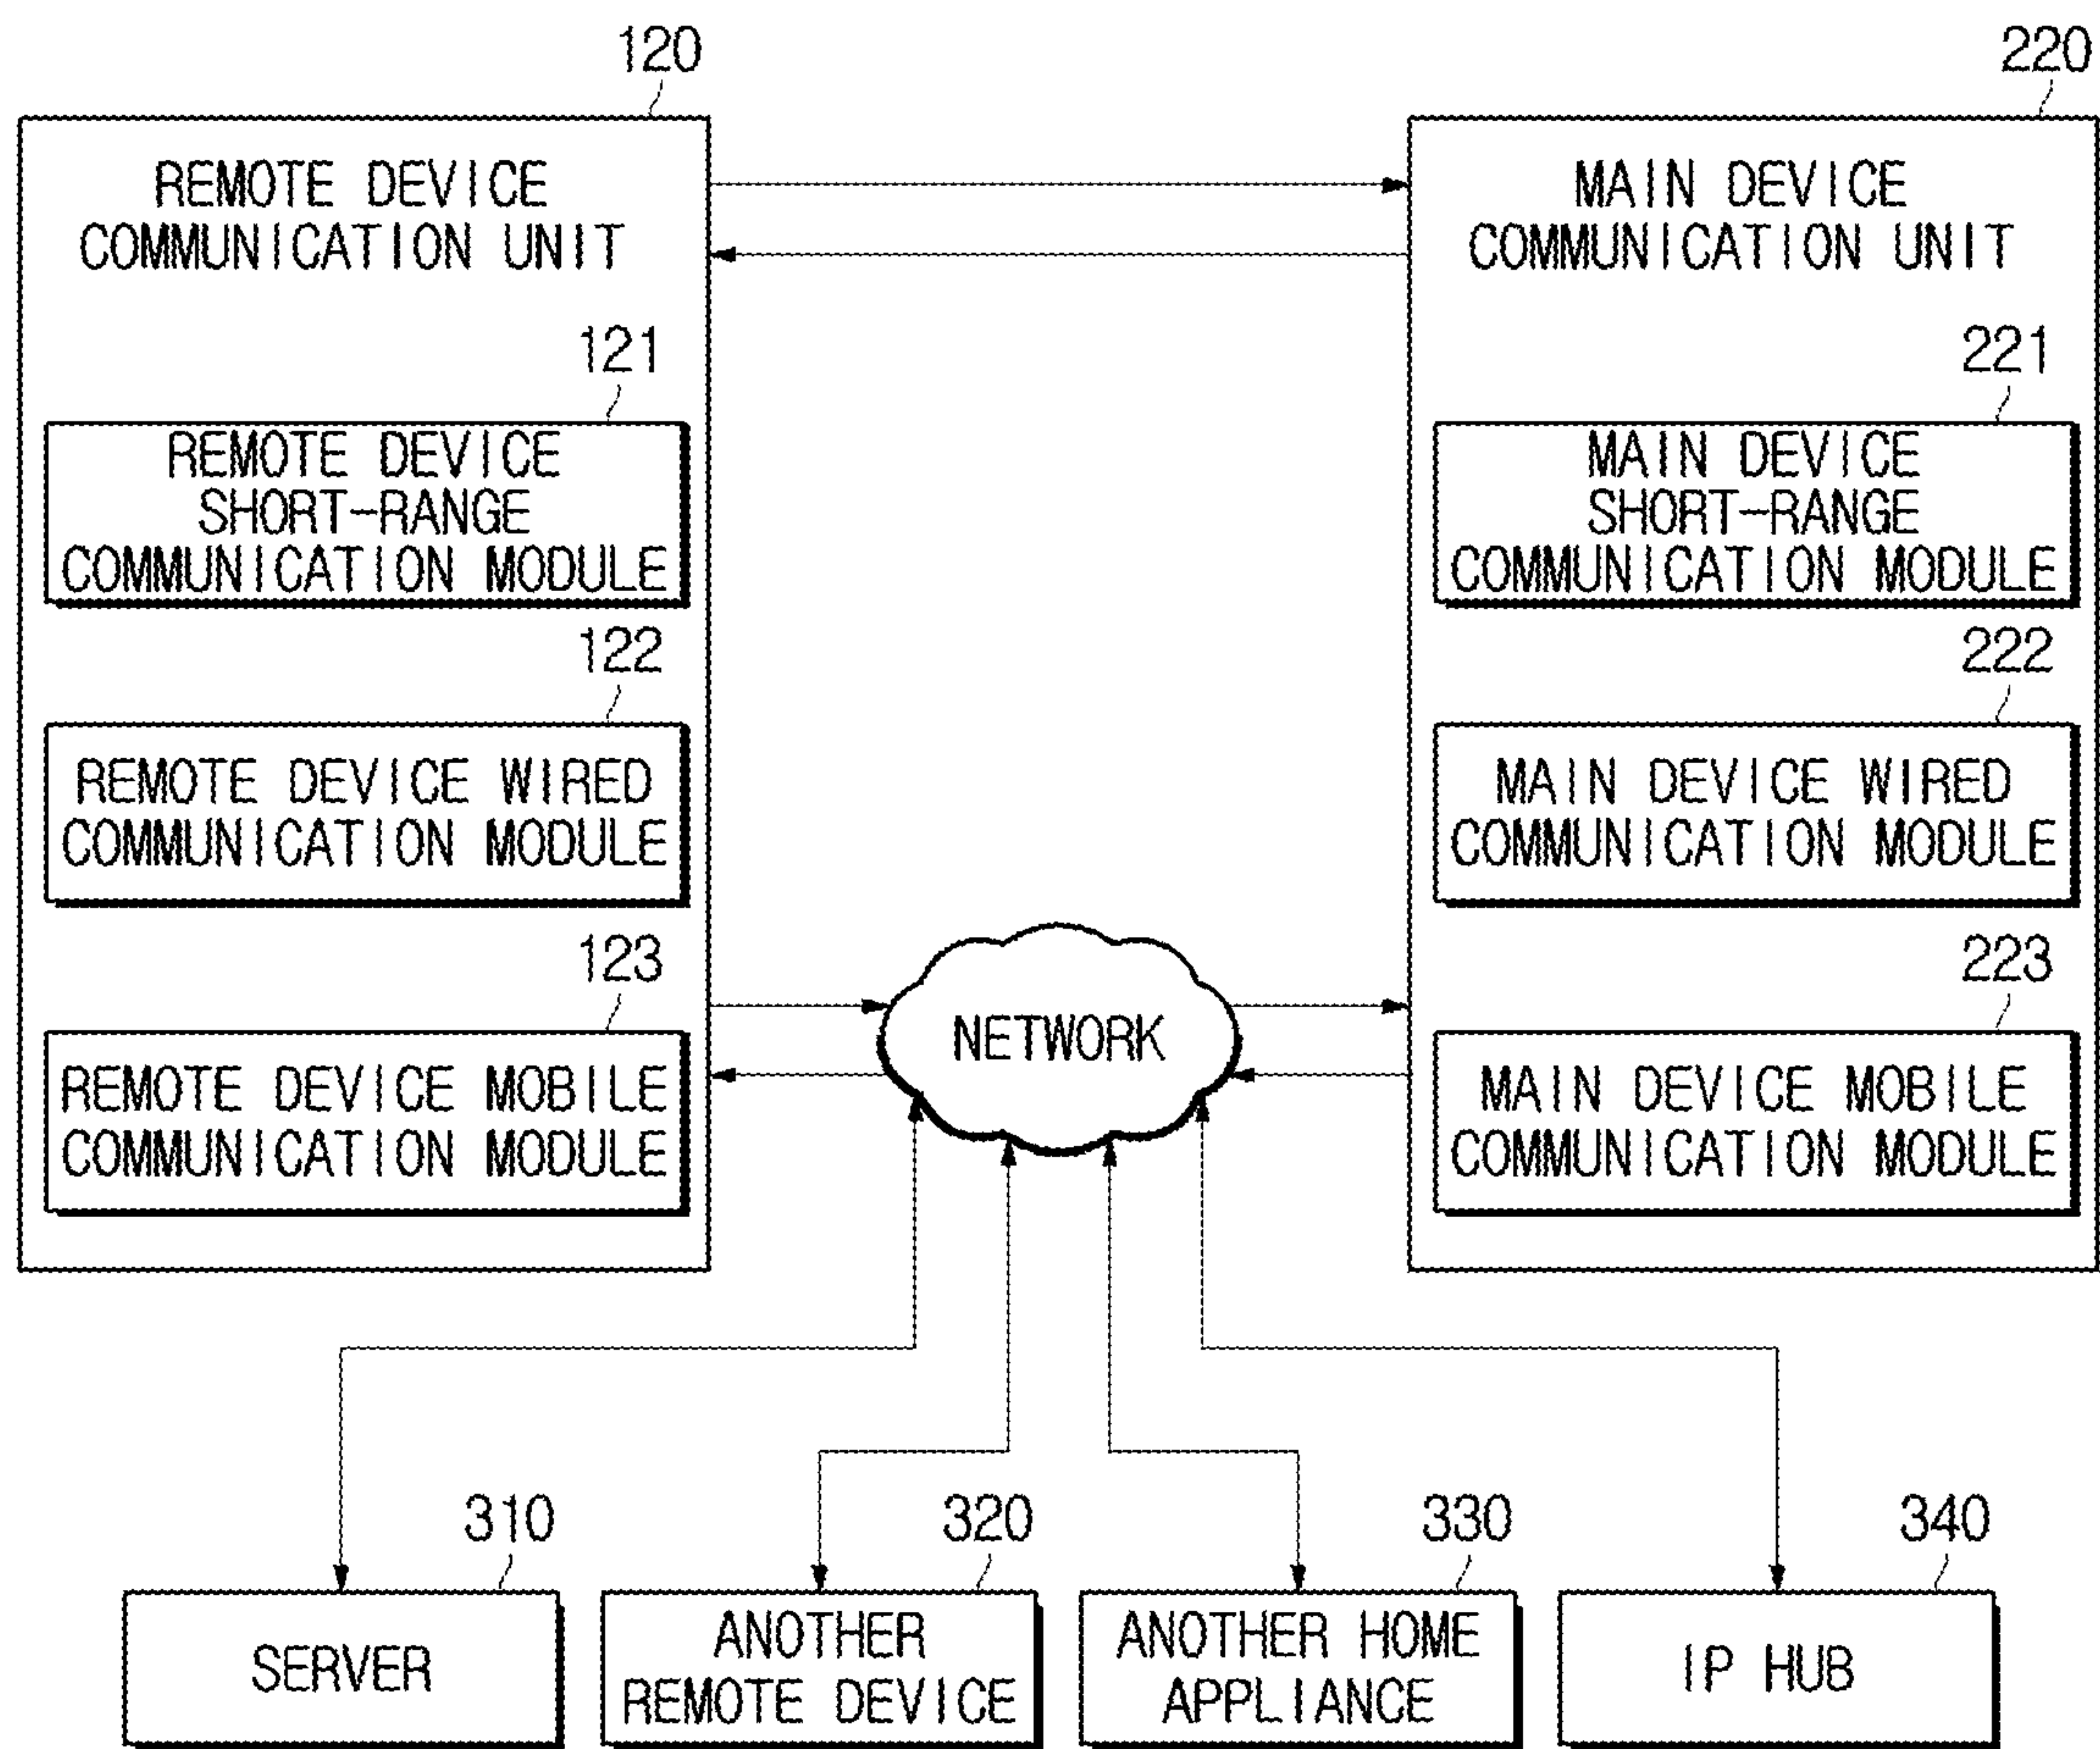 120
220
REMOTE DEVICE
COMMUNICATION UNIT
MAIN DEVICE
COMMUNICATION UNIT
121
221
REMOTE DEVICE
SHORT-RANGE
COMMUNICATION MODULE
MAIN DEVICE
SHORT-RANGE
COMMUNICATION MODULE
122
222
REMOTE DEVICE WIRED
COMMUNICATION MODULE
MAIN DEVICE WIRED
COMMUNICATION MODULE
123
223
REMOTE DEVICE MOBILE
COMMUNICATION MODULE
NETWORK
MAIN DEVICE MOBILE
COMMUNICATION MODULE
310
320
330
340
SERVER
ANOTHER
REMOTE DEVICE
ANOTHER HOME
APPLIANCE
IP HUB